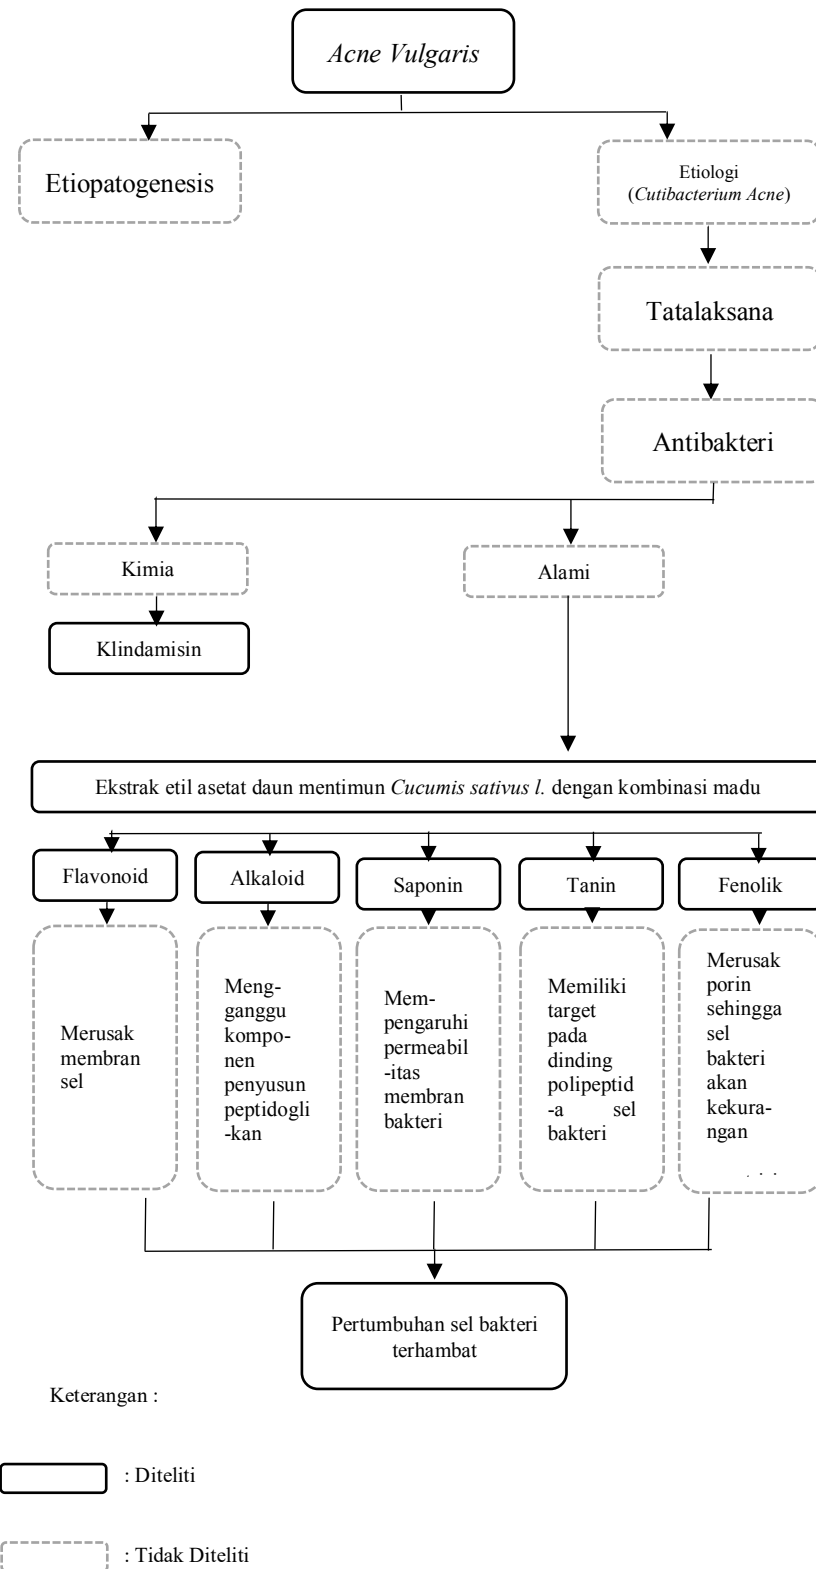 Acne Vulgaris
Etiopatogenesis
Etiologi
(Cutibacterium Acne)
Tatalaksana
Antibakteri
Kimia
Alami
Klindamisin
Ekstrak etil asetat daun mentimun Cucumis sativus l. dengan kombinasi madu
Flavonoid
Alkaloid
Saponin
Tanin
Fenolik
Merusak
membran
sel
Meng-
ganggu
kompo-
nen
penyusun
peptidogli
-kan
Mem-
pengaruhi
permeabil
-itas
membran
bakteri
Memiliki
target
pada
dinding
polipeptid
-a sel
bakteri
Merusak
porin
sehingga
sel
bakteri
akan
kekura-
ngan
Pertumbuhan sel bakteri
terhambat
Keterangan :
: Diteliti
: Tidak Diteliti